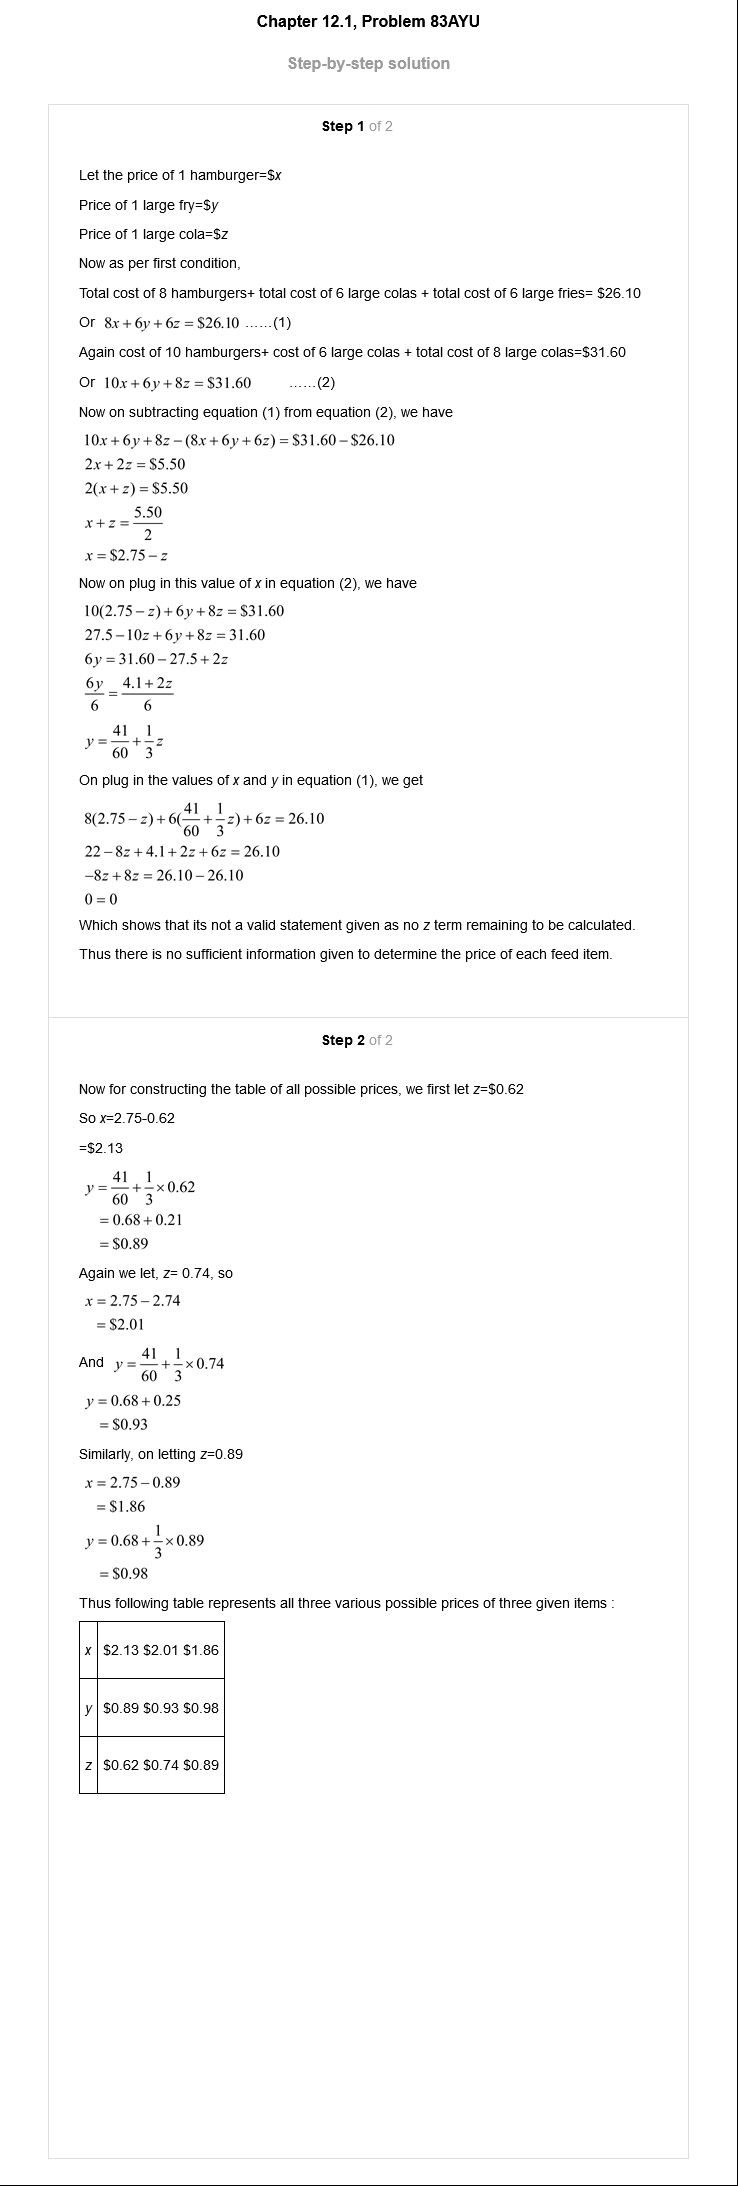 Chapter 12.1, Problem 83AYU
Step-by-step solution
Step 1 of 2
Let the price of 1 hamburger=$x
Price of 1 large fry=$y
Price of 1 large cola=$z
Now as per first condition,
Total cost of 8 hamburgers+ total cost of 6 large colas + total cost of 6 large fries= $26.10
Or 8x + 6y + 6z = $26.10 ......(1)
Again cost of 10 hamburgers+ cost of 6 large colas + total cost of 8 large colas=$31.60
Or 10x + 6y + 8z = $31.60 ......(2)
Now on subtracting equation (1) from equation (2), we have
10x + 6y + 8z − (8x + 6y + 6z) = $31.60 − $26.10
2x + 2z = $5.50
2(x + z) = $5.50
x + z = 5.50/2
x = $2.75 − z
Now on plug in this value of x in equation (2), we have
10(2.75 − z) + 6y + 8z = $31.60
27.5 − 10z + 6y + 8z = 31.60
6y = 31.60 − 27.5 + 2z
6y/6 = (4.1 + 2z)/6
y = 41/60 + 1/3 z
On plug in the values of x and y in equation (1), we get
8(2.75 − z) + 6(41/60 + 1/3 z) + 6z = 26.10
22 − 8z + 4.1 + 2z + 6z = 26.10
−8z + 8z = 26.10 − 26.10
0 = 0
Which shows that its not a valid statement given as no z term remaining to be calculated.
Thus there is no sufficient information given to determine the price of each feed item.
Step 2 of 2
Now for constructing the table of all possible prices, we first let z=$0.62
So x=2.75-0.62
=$2.13
y = 41/60 + 1/3 × 0.62
= 0.68 + 0.21
= $0.89
Again we let, z= 0.74, so
x = 2.75 − 2.74
= $2.01
And y = 41/60 + 1/3 × 0.74
y = 0.68 + 0.25
= $0.93
Similarly, on letting z=0.89
x = 2.75 − 0.89
= $1.86
y = 0.68 + 1/3 × 0.89
= $0.98
Thus following table represents all three various possible prices of three given items :
x $2.13 $2.01 $1.86
y $0.89 $0.93 $0.98
z $0.62 $0.74 $0.89